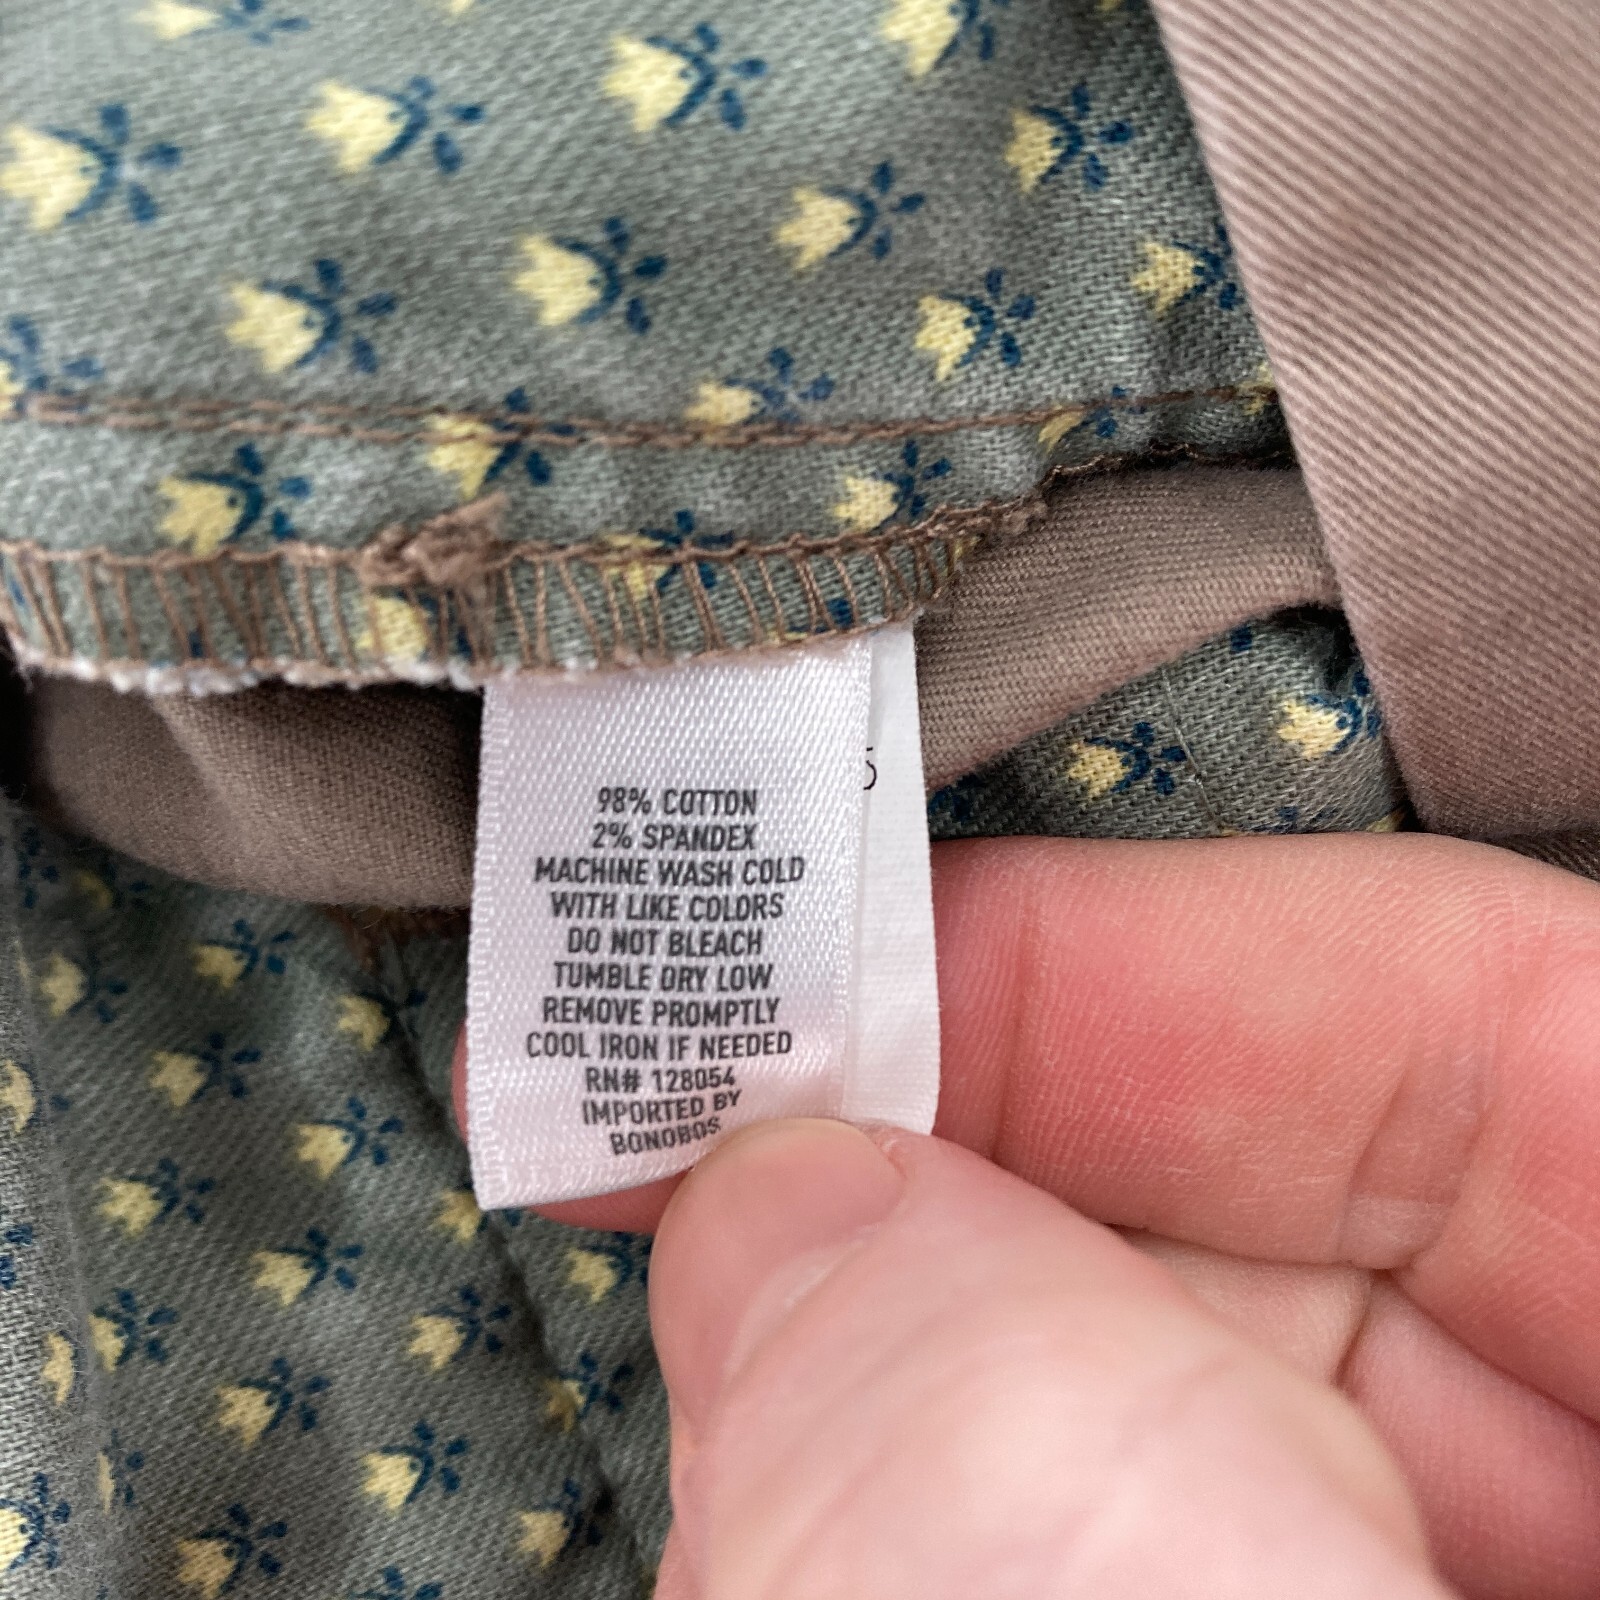 98% COTTON
2% SPANDEX
MACHINE WASH COLD
WITH LIKE COLORS
DO NOT BLEACH
TUMBLE DRY LOW
REMOVE PROMPTLY
COOL IRON IF NEEDED
RN# 128054
IMPORTED BY
BONOBOS
5